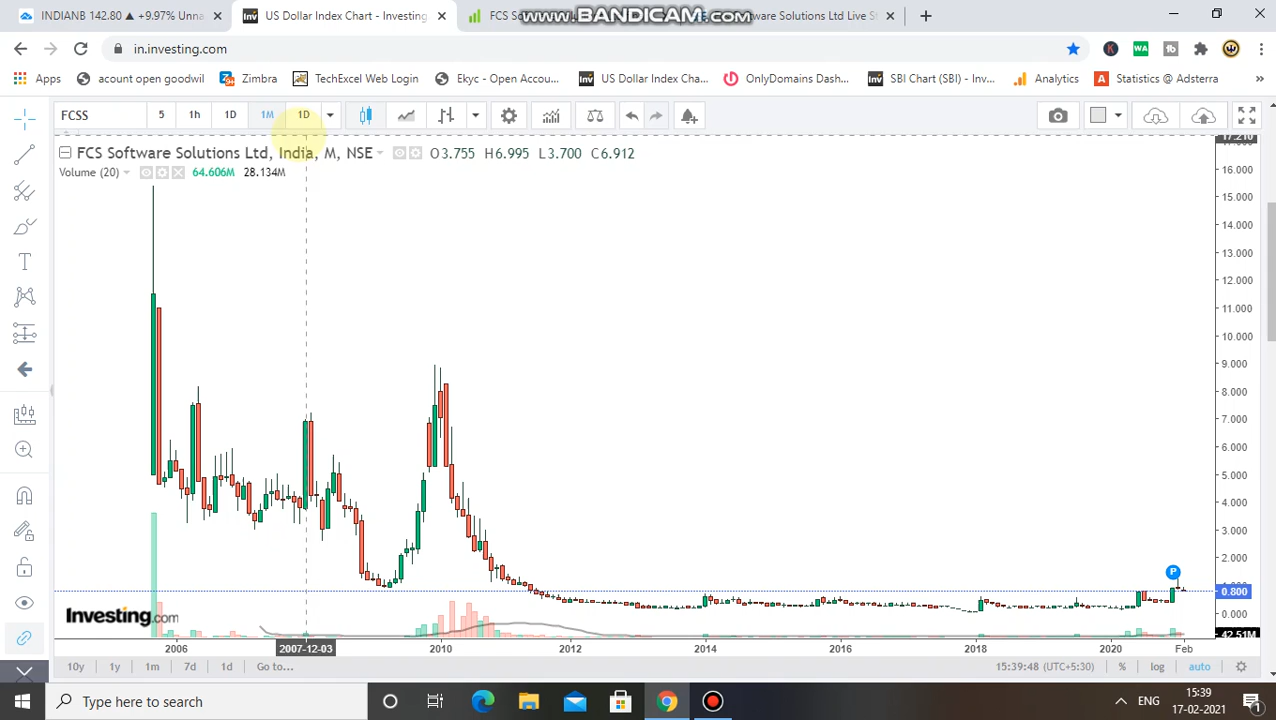 INDIANB 142.80 ▲ +9.97% Unna
US Dollar Index Chart - Investing
FCS S
www.BANDICAM.com
INDIANB
Solutions Ltd Live St
in.investing.com
Apps
acount open goodwil
Zimbra
TechExcel Web Login
Ekyc - Open Accou...
US Dollar Index Cha...
OnlyDomains Dash...
SBI Chart (SBI) - Inv...
Analytics
Statistics @ Adsterra
»
FCSS
5
1h
1D
1M
1D
FCS Software Solutions Ltd, India, M, NSE
O3.755 H6.995 L3.700 C6.912
Volume (20)
64.606M
28.134M
17.210
16.000
15.000
14.000
13.000
12.000
11.000
10.000
9.000
8.000
7.000
6.000
5.000
4.000
3.000
2.000
P
0.800
0.000
42.51M
Investing.com
2006
2007-12-03
2010
2012
2014
2016
2018
2020
Feb
10y
1y
1m
7d
1d
Go to...
15:39:48 (UTC+5:30)
%
log
auto
Type here to search
ENG
15:39
17-02-2021
1